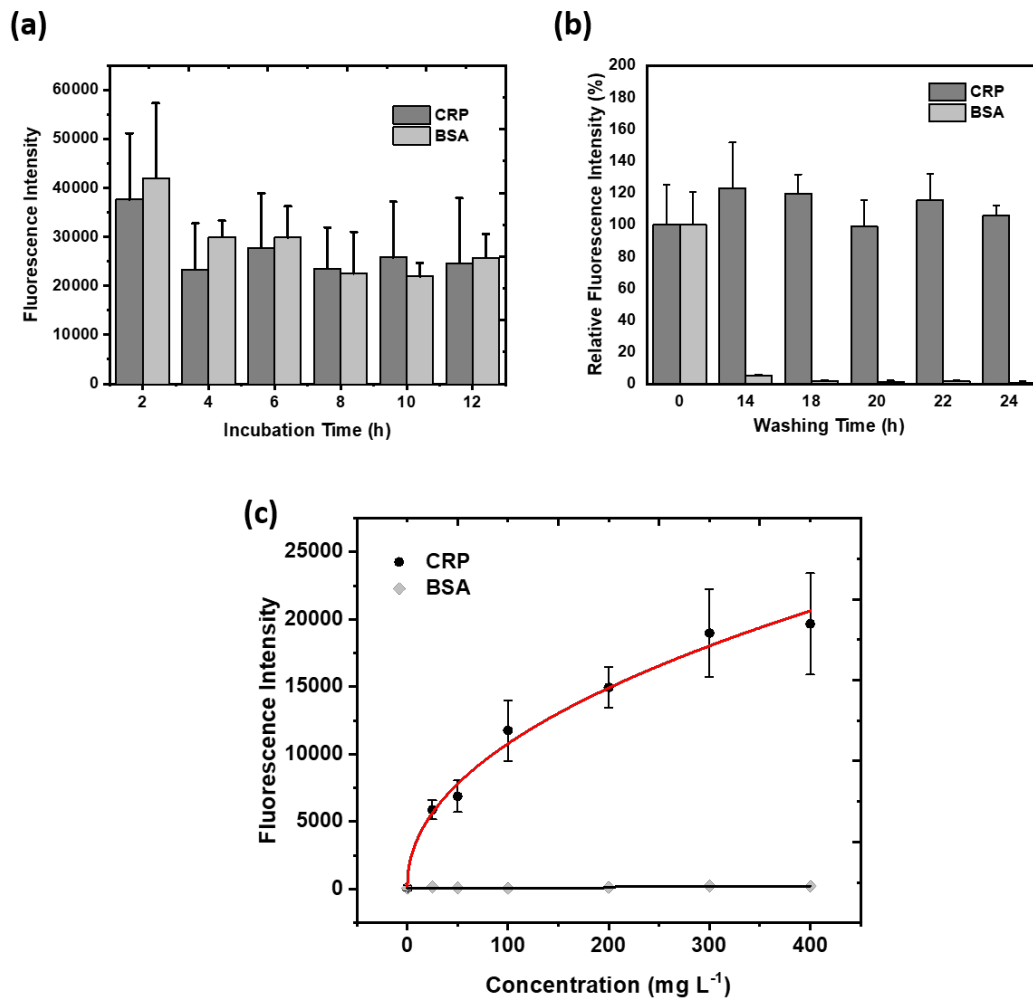 (a)
60000
50000
40000
30000
20000
10000
0
Fluorescence Intensity
CRP
BSA
2 4 6 8 10 12
Incubation Time (h)
(b)
200
180
160
140
120
100
80
60
40
20
0
Relative Fluorescence Intensity (%)
CRP
BSA
0 14 18 20 22 24
Washing Time (h)
(c)
25000
20000
15000
10000
5000
0
Fluorescence Intensity
CRP
BSA
0 100 200 300 400
Concentration (mg L⁻¹)